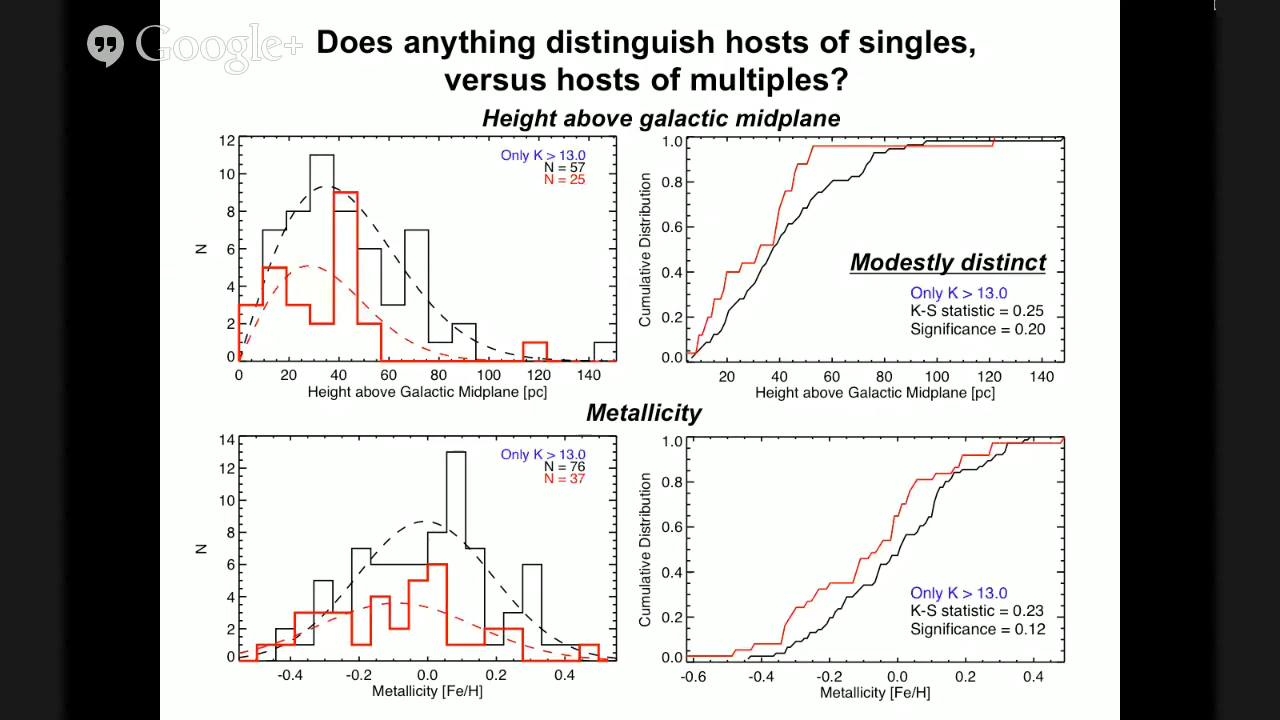 Google+
Does anything distinguish hosts of singles,
versus hosts of multiples?
Height above galactic midplane
12
10
8
6
4
2
0
N
Only K > 13.0
N = 57
N = 25
0 20 40 60 80 100 120 140
Height above Galactic Midplane [pc]
1.0
0.8
0.6
0.4
0.2
0.0
Cumulative Distribution
Modestly distinct
Only K > 13.0
K-S statistic = 0.25
Significance = 0.20
20 40 60 80 100 120 140
Height above Galactic Midplane [pc]
Metallicity
14
12
10
8
6
4
2
0
N
Only K > 13.0
N = 76
N = 37
-0.4 -0.2 0.0 0.2 0.4
Metallicity [Fe/H]
1.0
0.8
0.6
0.4
0.2
0.0
Cumulative Distribution
Only K > 13.0
K-S statistic = 0.23
Significance = 0.12
-0.6 -0.4 -0.2 0.0 0.2 0.4
Metallicity [Fe/H]